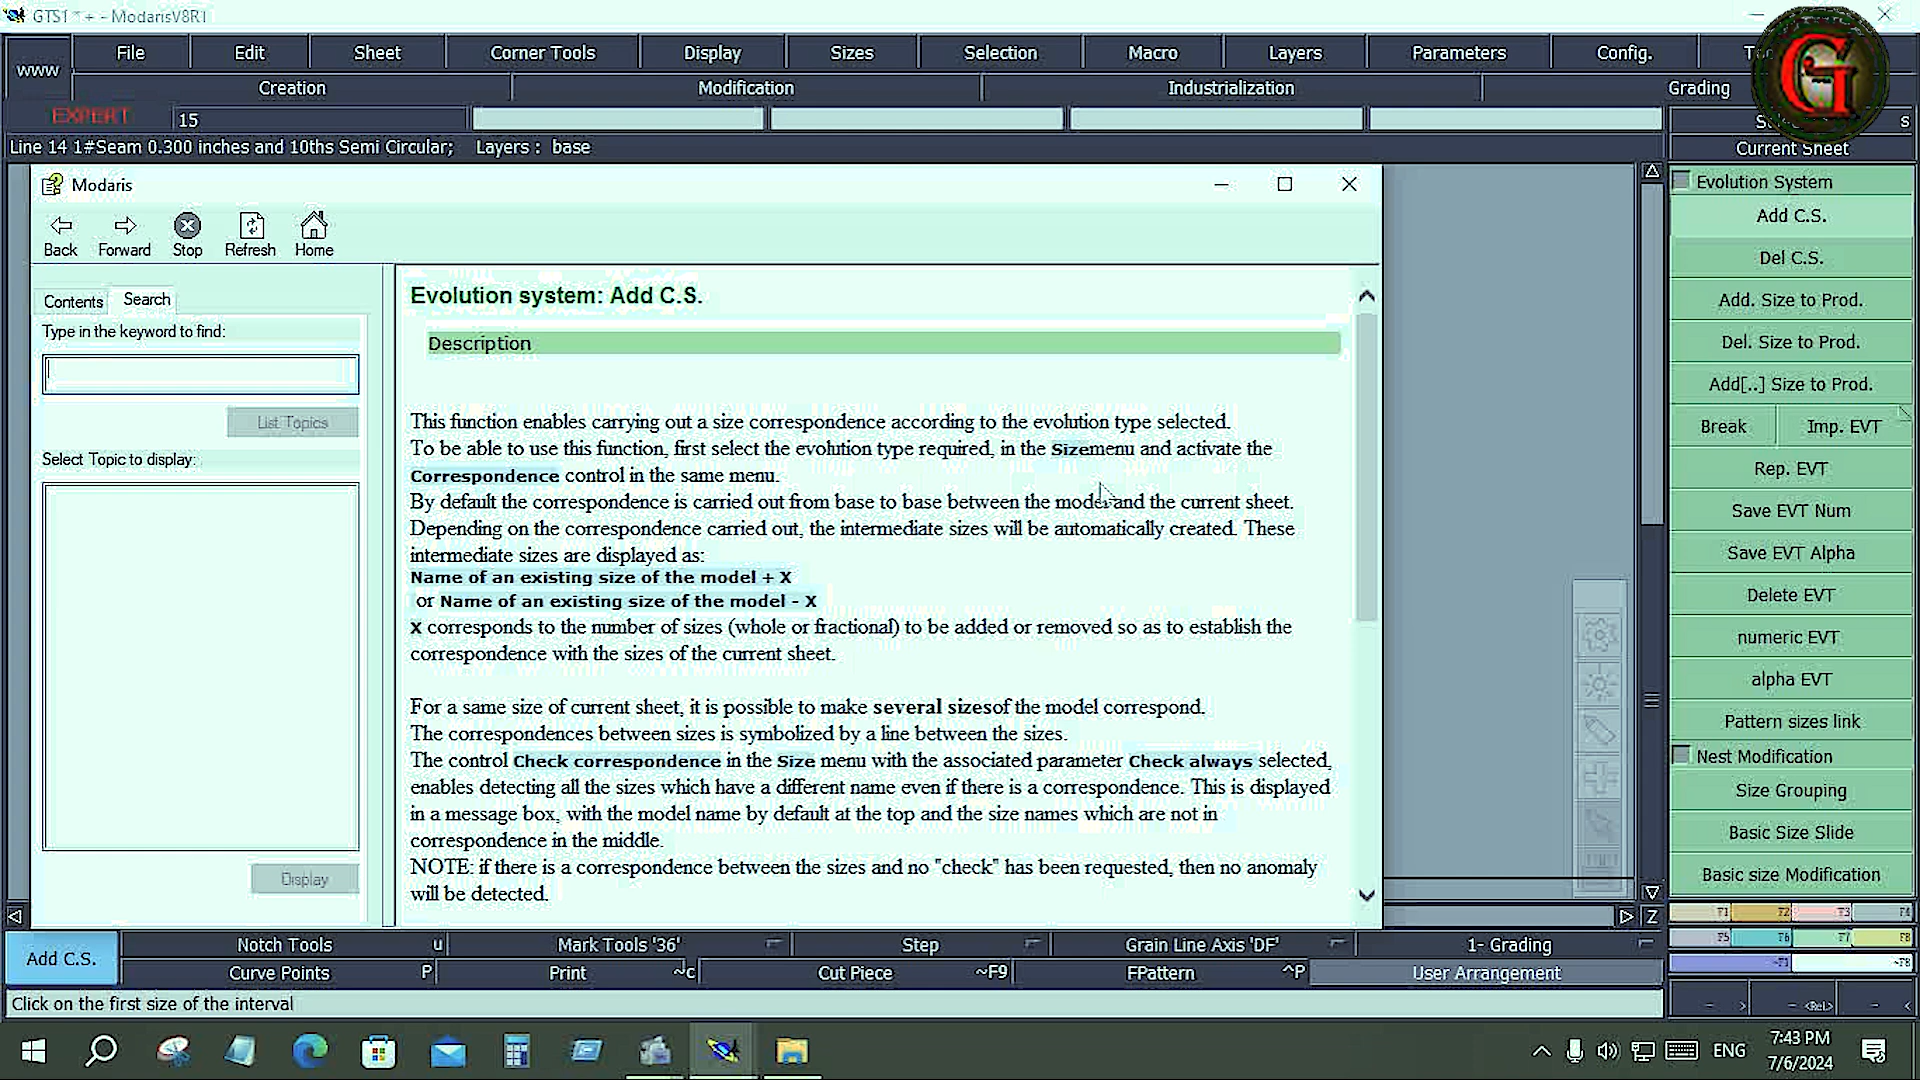 GTS1 * + - ModarisV8R1
www
File
Edit
Sheet
Corner Tools
Display
Sizes
Selection
Macro
Layers
Parameters
Config.
Creation
Modification
Industrialization
Grading
EXPERT
15
Line 14 1#Seam 0.300 inches and 10ths Semi Circular; Layers : base
G
S
Current Sheet
Modaris
Back
Forward
Stop
Refresh
Home
Contents
Search
Type in the keyword to find:
List Topics
Select Topic to display:
Display
Evolution system: Add C.S.
Description
This function enables carrying out a size correspondence according to the evolution type selected.
To be able to use this function, first select the evolution type required, in the Sizemenu and activate the
Correspondence control in the same menu.
By default the correspondence is carried out from base to base between the model and the current sheet.
Depending on the correspondence carried out, the intermediate sizes will be automatically created. These
intermediate sizes are displayed as:
Name of an existing size of the model + X
or Name of an existing size of the model - X
X corresponds to the number of sizes (whole or fractional) to be added or removed so as to establish the
correspondence with the sizes of the current sheet.
For a same size of current sheet, it is possible to make several sizesof the model correspond.
The correspondences between sizes is symbolized by a line between the sizes.
The control Check correspondence in the Size menu with the associated parameter Check always selected,
enables detecting all the sizes which have a different name even if there is a correspondence. This is displayed
in a message box, with the model name by default at the top and the size names which are not in
correspondence in the middle.
NOTE: if there is a correspondence between the sizes and no "check" has been requested, then no anomaly
will be detected.
Evolution System
Add C.S.
Del C.S.
Add. Size to Prod.
Del. Size to Prod.
Add[..] Size to Prod.
Break
Imp. EVT
Rep. EVT
Save EVT Num
Save EVT Alpha
Delete EVT
numeric EVT
alpha EVT
Pattern sizes link
Nest Modification
Size Grouping
Basic Size Slide
Basic size Modification
F1
F2
F3
F4
F5
F6
F7
F8
~F1
~F8
Z
Add C.S.
Notch Tools u
Mark Tools '36'
Step
Grain Line Axis 'DF'
1- Grading
Curve Points P
Print ~c
Cut Piece ~F9
FPattern ^P
User Arrangement
Click on the first size of the interval
- >
- <Rel>
- <
ENG
7:43 PM
7/6/2024